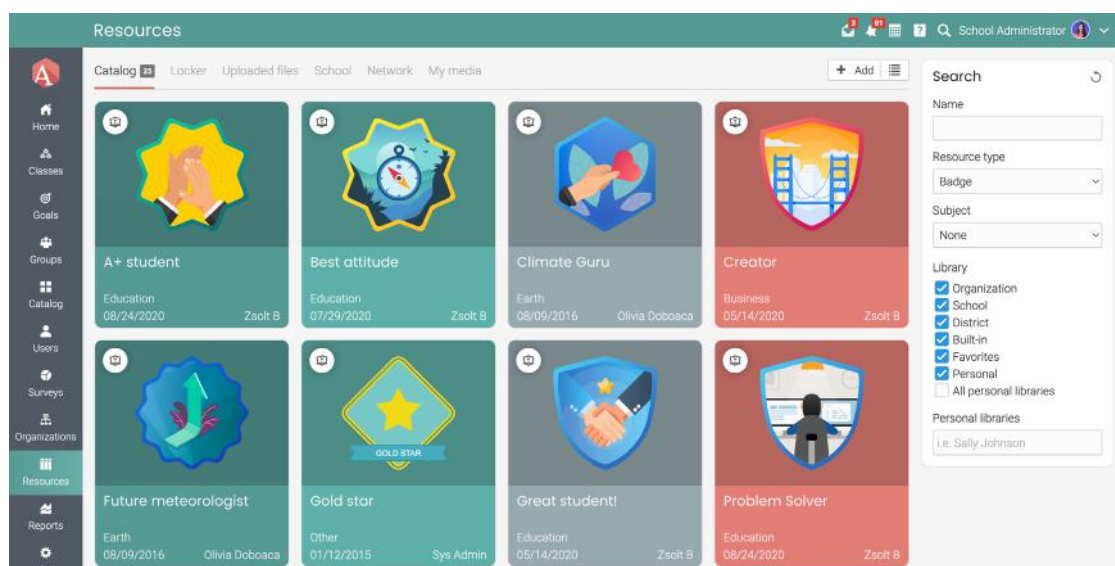 Resources
3
61
?
School Administrator
A
Home
Classes
Goals
Groups
Catalog
Users
Surveys
Organizations
Resources
Reports
Catalog 25
Locker
Uploaded files
School
Network
My media
+ Add
A+ student
Education
08/24/2020 Zsolt B
Best attitude
Education
07/29/2020 Zsolt B
Climate Guru
Earth
08/09/2016 Olivia Doboaca
Creator
Business
05/14/2020 Zsolt B
Future meteorologist
Earth
08/09/2016 Olivia Doboaca
GOLD STAR
Gold star
Other
01/12/2015 Sys Admin
Great student!
Education
05/14/2020 Zsolt B
Problem Solver
Education
08/24/2020 Zsolt B
Search
Name
Resource type
Badge
Subject
None
Library
Organization
School
District
Built-in
Favorites
Personal
All personal libraries
Personal libraries
i.e. Sally Johnson